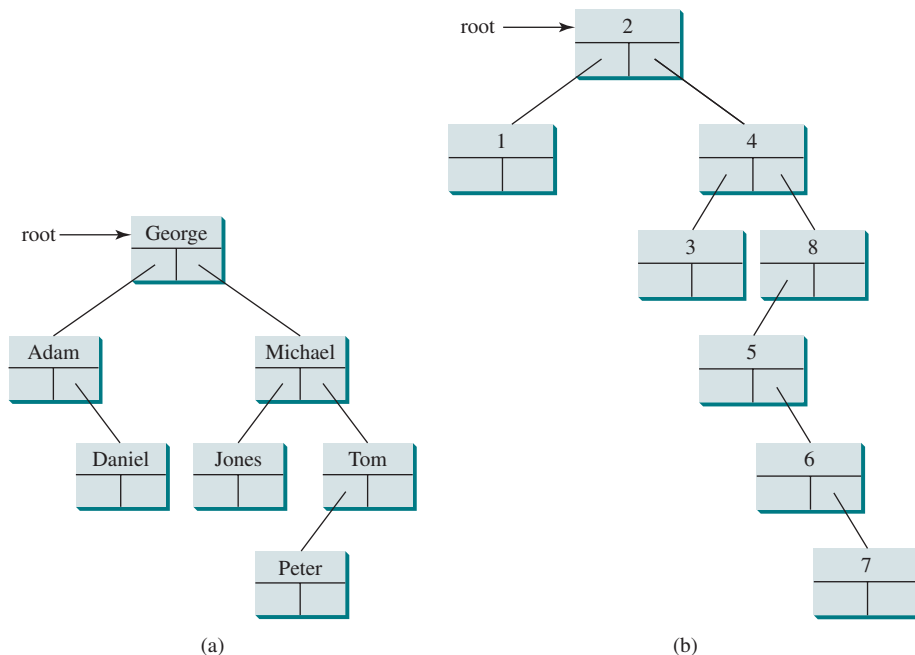 root
2
1
4
3
8
root
George
5
Adam
Michael
Daniel
Jones
Tom
6
Peter
7
(a)
(b)